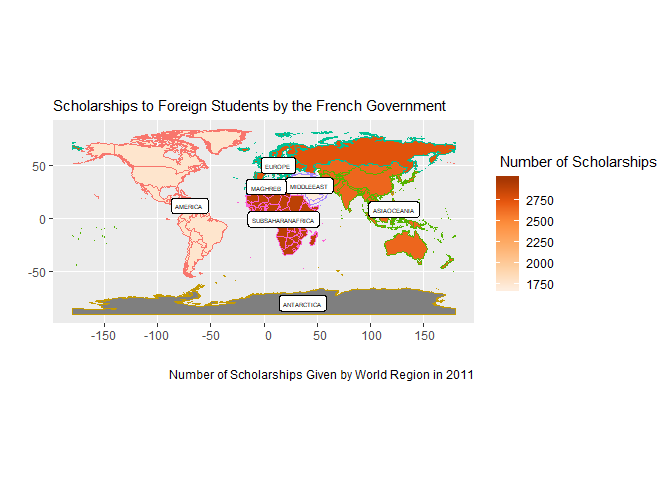 Scholarships to Foreign Students by the French Government
Number of Scholarships
50
0
-50
EUROPE
MAGHREB
MIDDLEEAST
AMERICA
ASIAOCEANIA
SUBSAHARANAFRICA
ANTARCTICA
2750
2500
2250
2000
1750
-150 -100 -50 0 50 100 150
Number of Scholarships Given by World Region in 2011